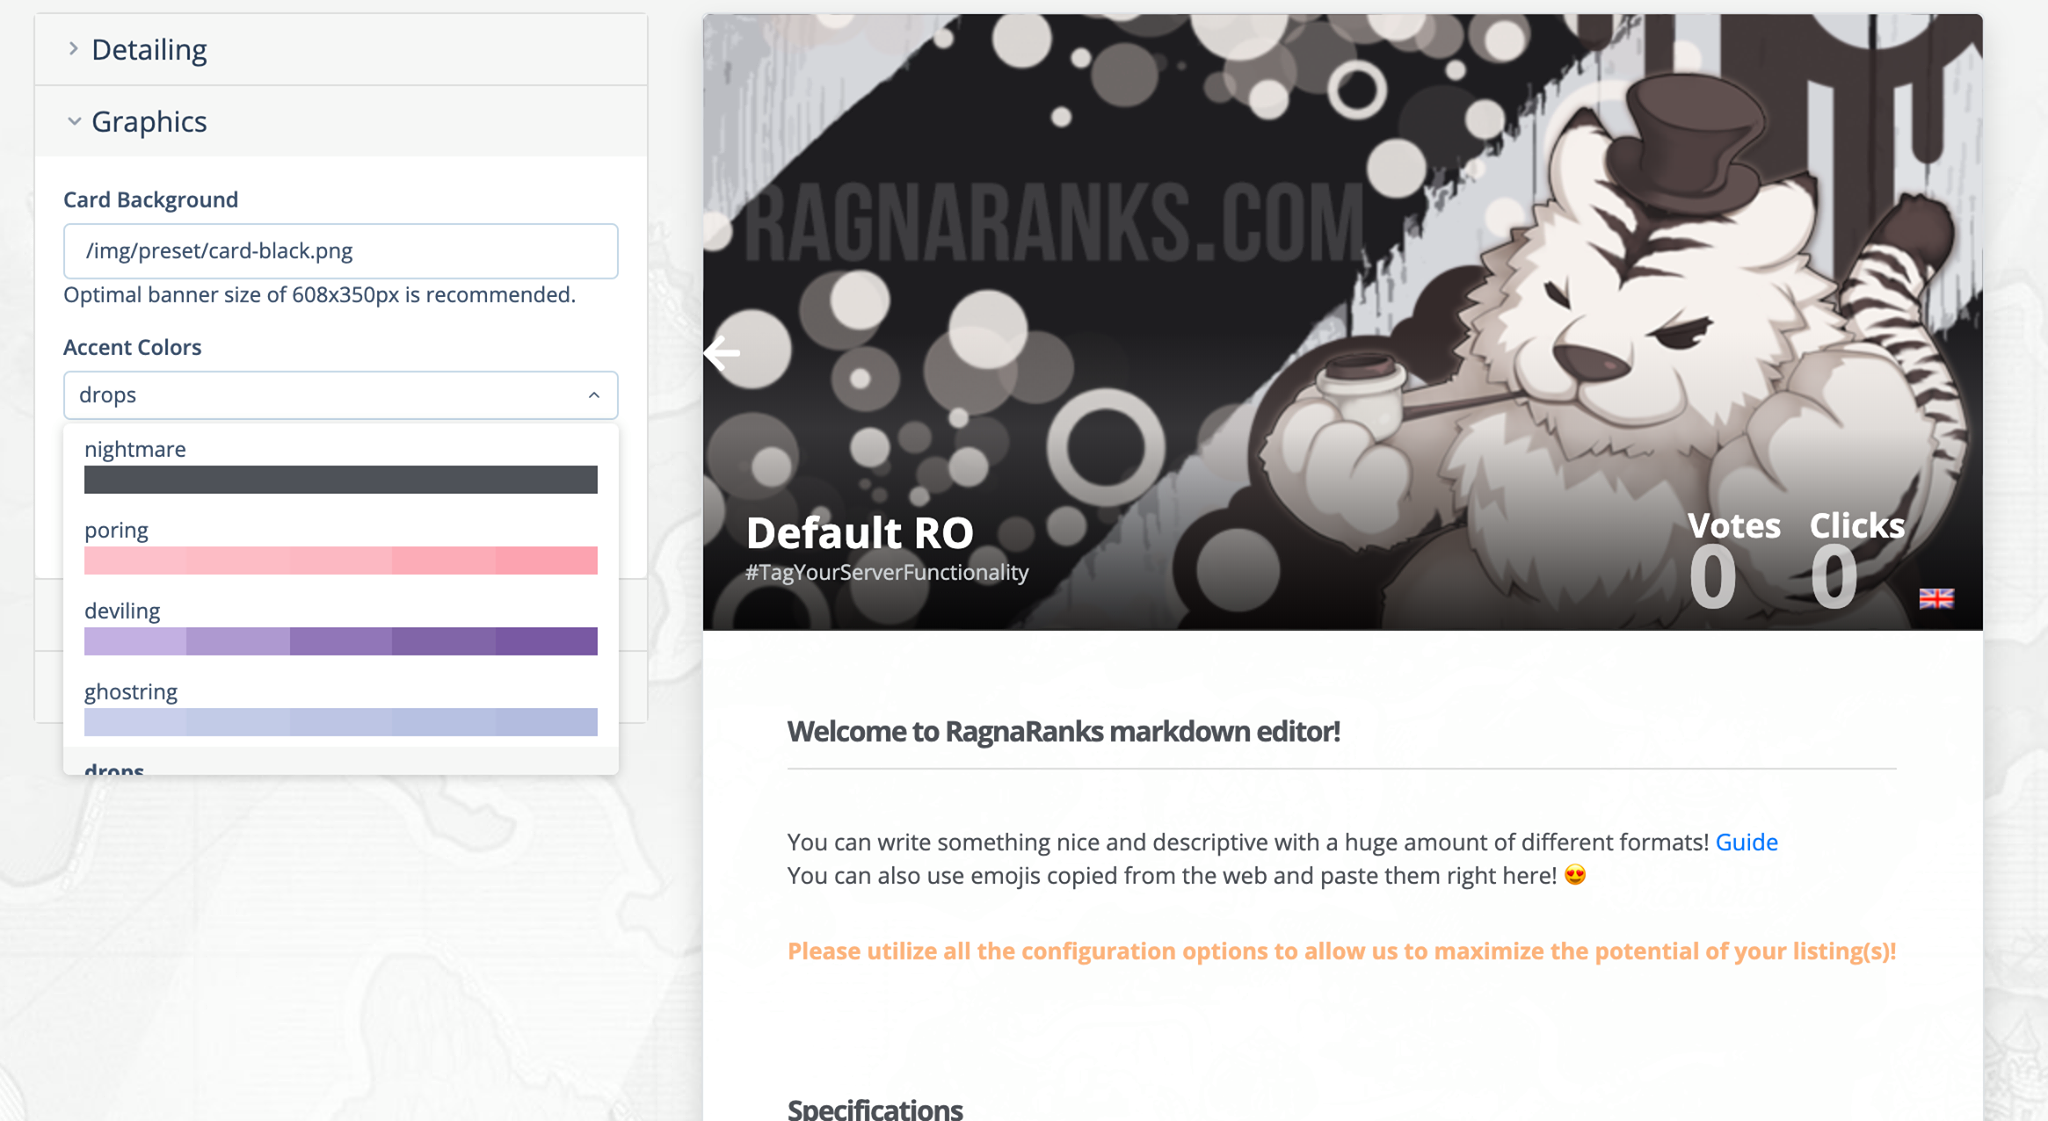 Detailing
Graphics
Card Background
/img/preset/card-black.png
Optimal banner size of 608x350px is recommended.
Accent Colors
drops
nightmare
poring
deviling
ghostring
drops
RAGNARANKS.COM
Default RO
#TagYourServerFunctionality
Votes Clicks
0 0
Welcome to RagnaRanks markdown editor!
You can write something nice and descriptive with a huge amount of different formats! Guide
You can also use emojis copied from the web and paste them right here! 😍
Please utilize all the configuration options to allow us to maximize the potential of your listing(s)!
Specifications